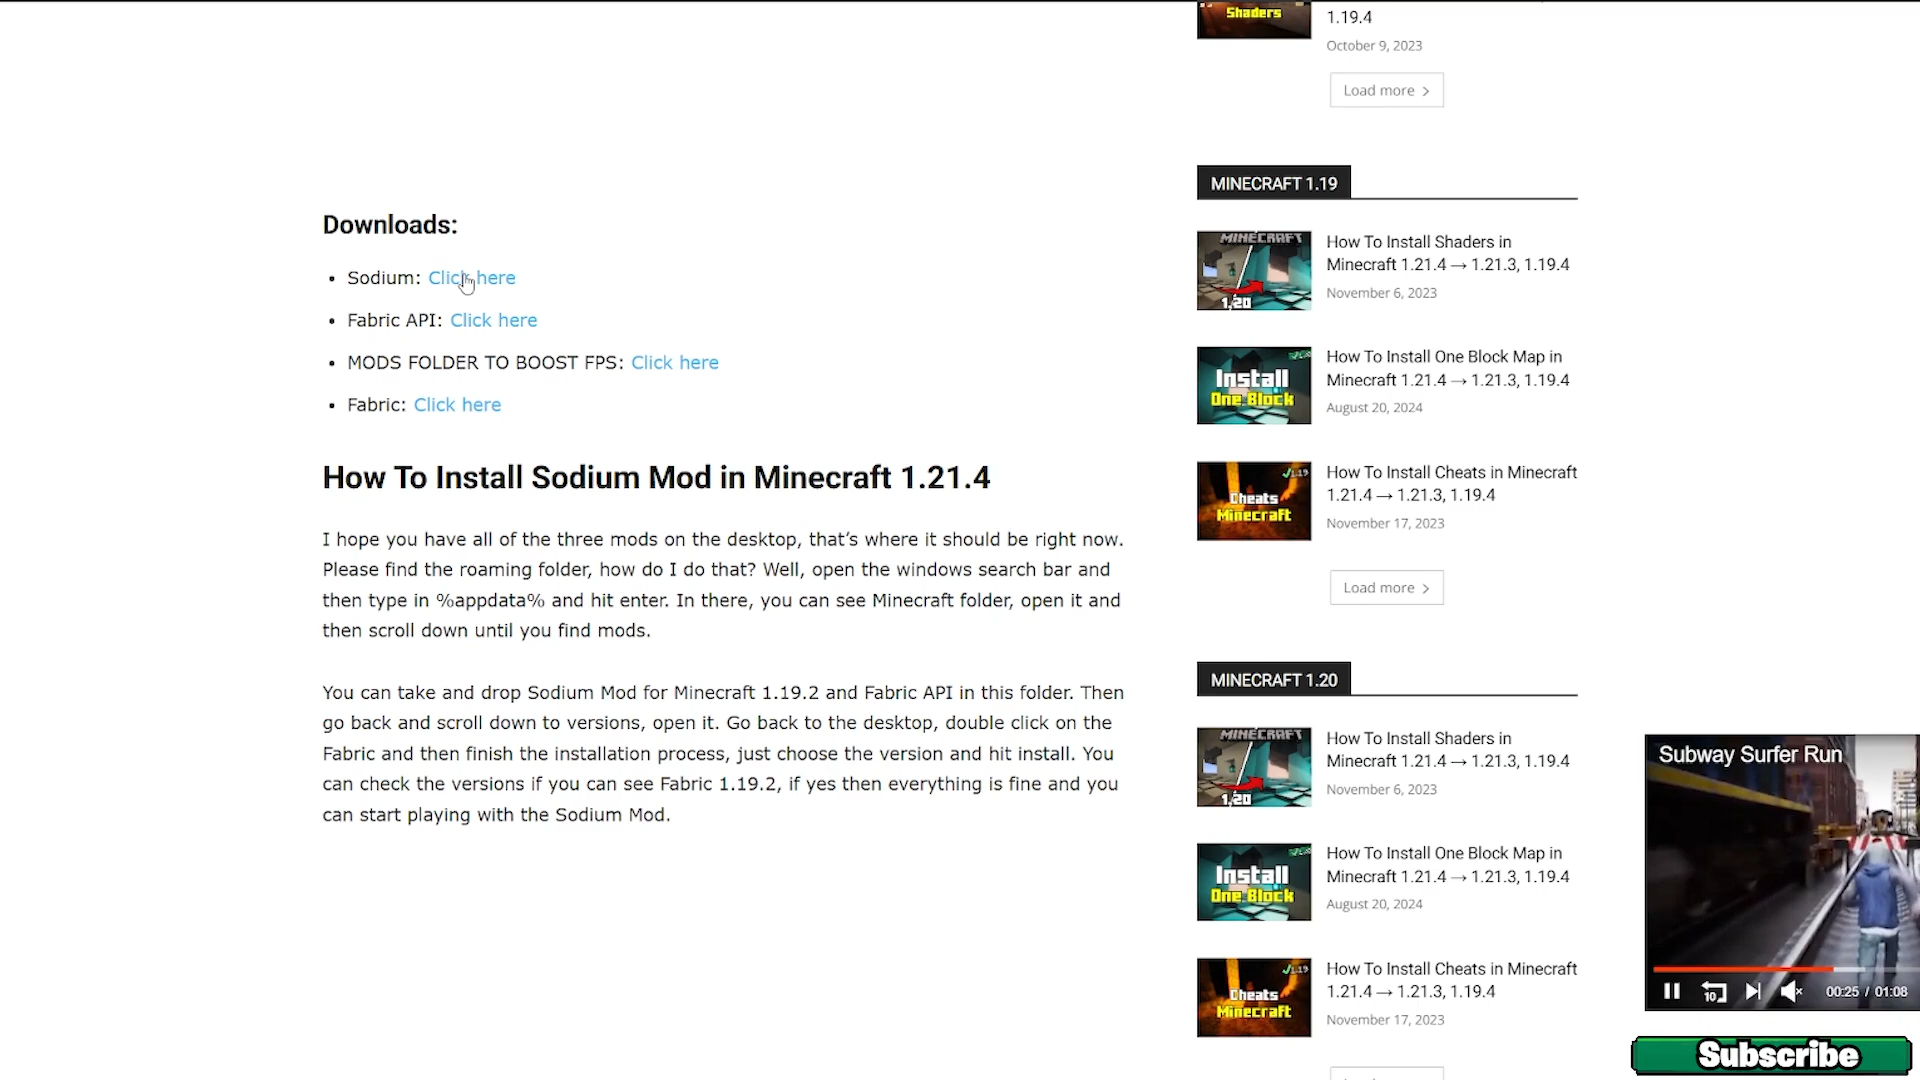 Shaders
1.19.4
October 9, 2023
Load more
Downloads:
• Sodium: Click here
• Fabric API: Click here
• MODS FOLDER TO BOOST FPS: Click here
• Fabric: Click here
How To Install Sodium Mod in Minecraft 1.21.4
I hope you have all of the three mods on the desktop, that’s where it should be right now.
Please find the roaming folder, how do I do that? Well, open the windows search bar and
then type in %appdata% and hit enter. In there, you can see Minecraft folder, open it and
then scroll down until you find mods.
You can take and drop Sodium Mod for Minecraft 1.19.2 and Fabric API in this folder. Then
go back and scroll down to versions, open it. Go back to the desktop, double click on the
Fabric and then finish the installation process, just choose the version and hit install. You
can check the versions if you can see Fabric 1.19.2, if yes then everything is fine and you
can start playing with the Sodium Mod.
MINECRAFT 1.19
MINECRAFT
1.20
How To Install Shaders in
Minecraft 1.21.4 → 1.21.3, 1.19.4
November 6, 2023
Install
One Block
How To Install One Block Map in
Minecraft 1.21.4 → 1.21.3, 1.19.4
August 20, 2024
1.19
Cheats
Minecraft
How To Install Cheats in Minecraft
1.21.4 → 1.21.3, 1.19.4
November 17, 2023
Load more
MINECRAFT 1.20
MINECRAFT
1.20
How To Install Shaders in
Minecraft 1.21.4 → 1.21.3, 1.19.4
November 6, 2023
Install
One Block
How To Install One Block Map in
Minecraft 1.21.4 → 1.21.3, 1.19.4
August 20, 2024
1.19
Cheats
Minecraft
How To Install Cheats in Minecraft
1.21.4 → 1.21.3, 1.19.4
November 17, 2023
Subway Surfer Run
10
00:25 / 01:08
Subscribe